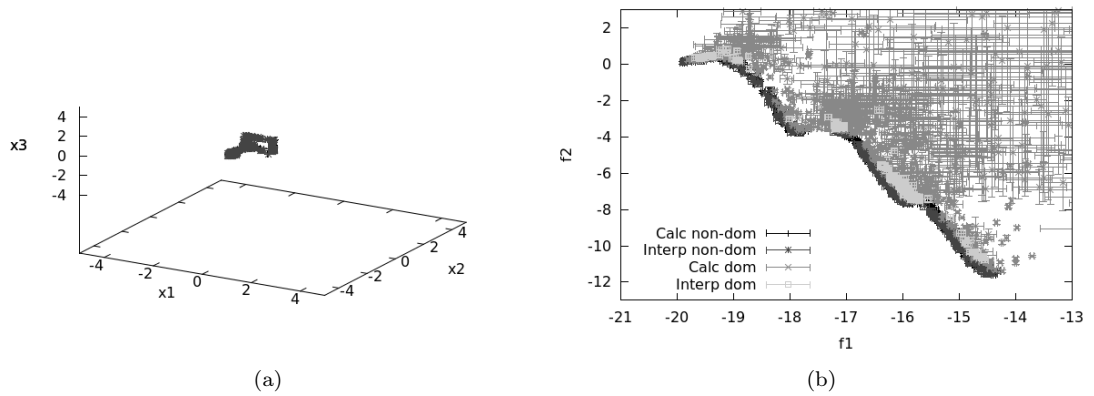 x3
4
2
0
-2
-4
-4
-2
0
2
4
x1
-4
-2
0
2
4
x2
(a)
f2
2
0
-2
-4
-6
-8
-10
-12
Calc non-dom
Interp non-dom
Calc dom
Interp dom
-21 -20 -19 -18 -17 -16 -15 -14 -13
f1
(b)